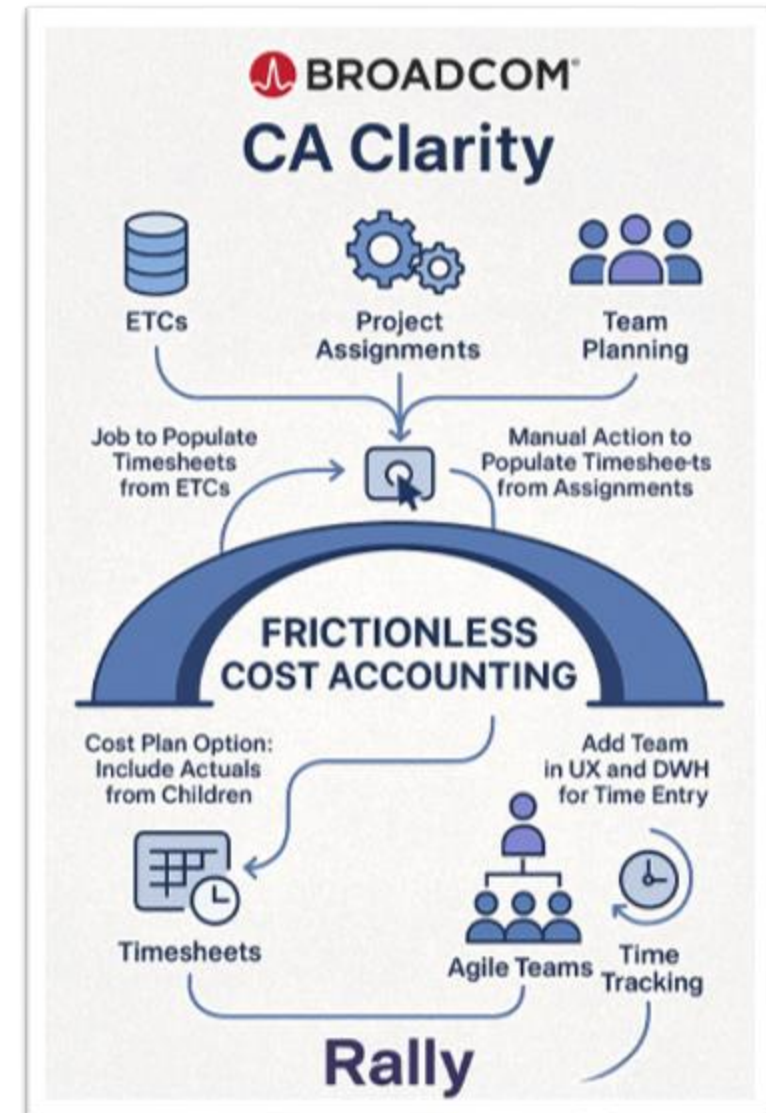 BROADCOM®
CA Clarity
ETCs
Project
Assignments
Team
Planning
Job to Populate
Timesheets
from ETCs
Manual Action to
Populate Timeshee-ts
from Assignments
FRICTIONLESS
COST ACCOUNTING
Cost Plan Option:
Include Actuals
from Children
Add Team
in UX and DWH
for Time Entry
Timesheets
Agile Teams
Time
Tracking
Rally